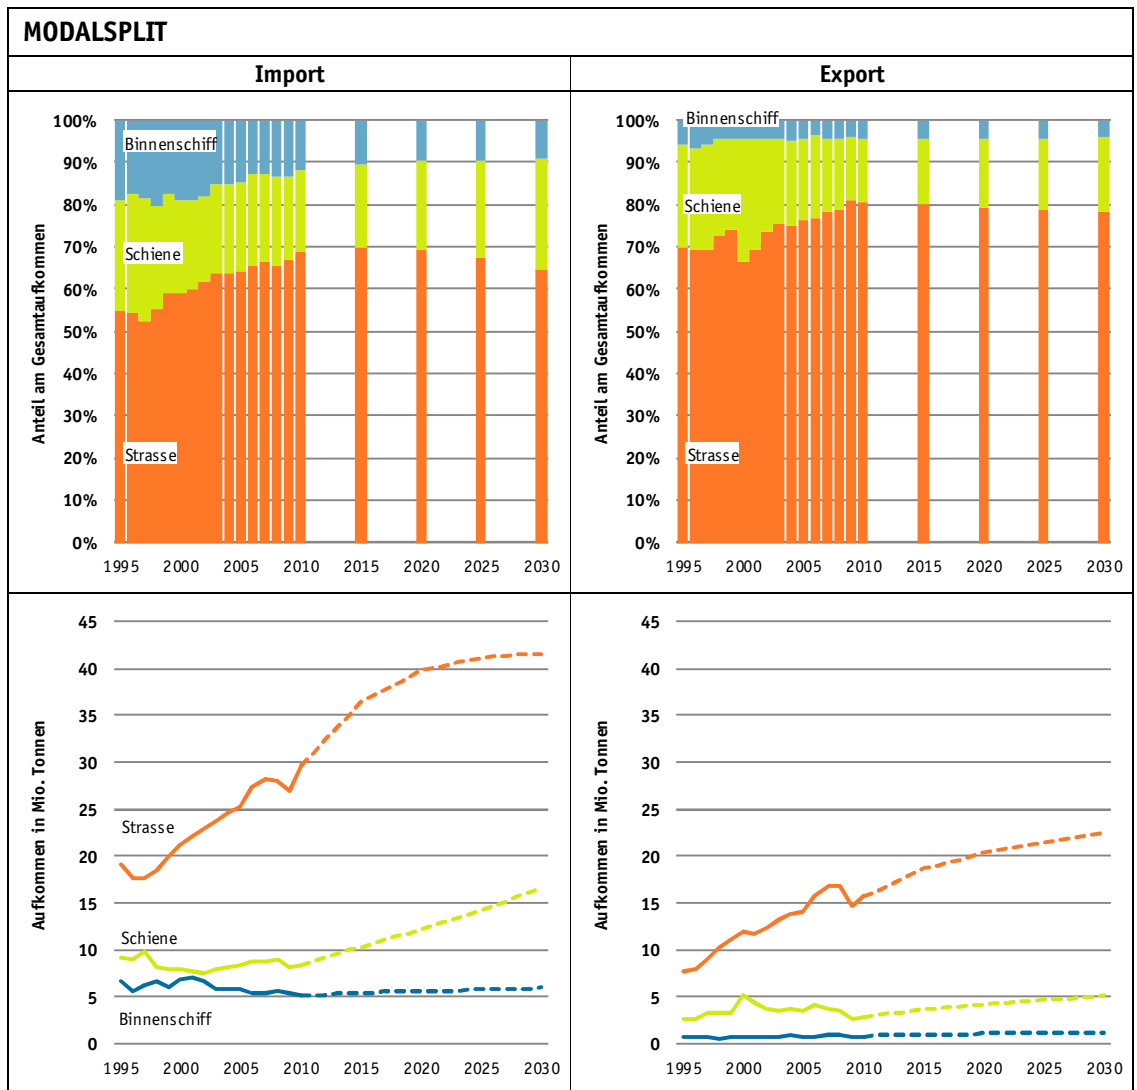 MODALSPLIT
Import
Export
Anteil am Gesamtaufkommen
100%
90%
80%
70%
60%
50%
40%
30%
20%
10%
0%
Binnenschiff
Schiene
Strasse
1995 2000 2005 2010 2015 2020 2025 2030
Anteil am Gesamtaufkommen
100%
90%
80%
70%
60%
50%
40%
30%
20%
10%
0%
Binnenschiff
Schiene
Strasse
1995 2000 2005 2010 2015 2020 2025 2030
Aufkommen in Mio. Tonnen
45
40
35
30
25
20
15
10
5
0
Strasse
Schiene
Binnenschiff
1995 2000 2005 2010 2015 2020 2025 2030
Aufkommen in Mio. Tonnen
45
40
35
30
25
20
15
10
5
0
1995 2000 2005 2010 2015 2020 2025 2030